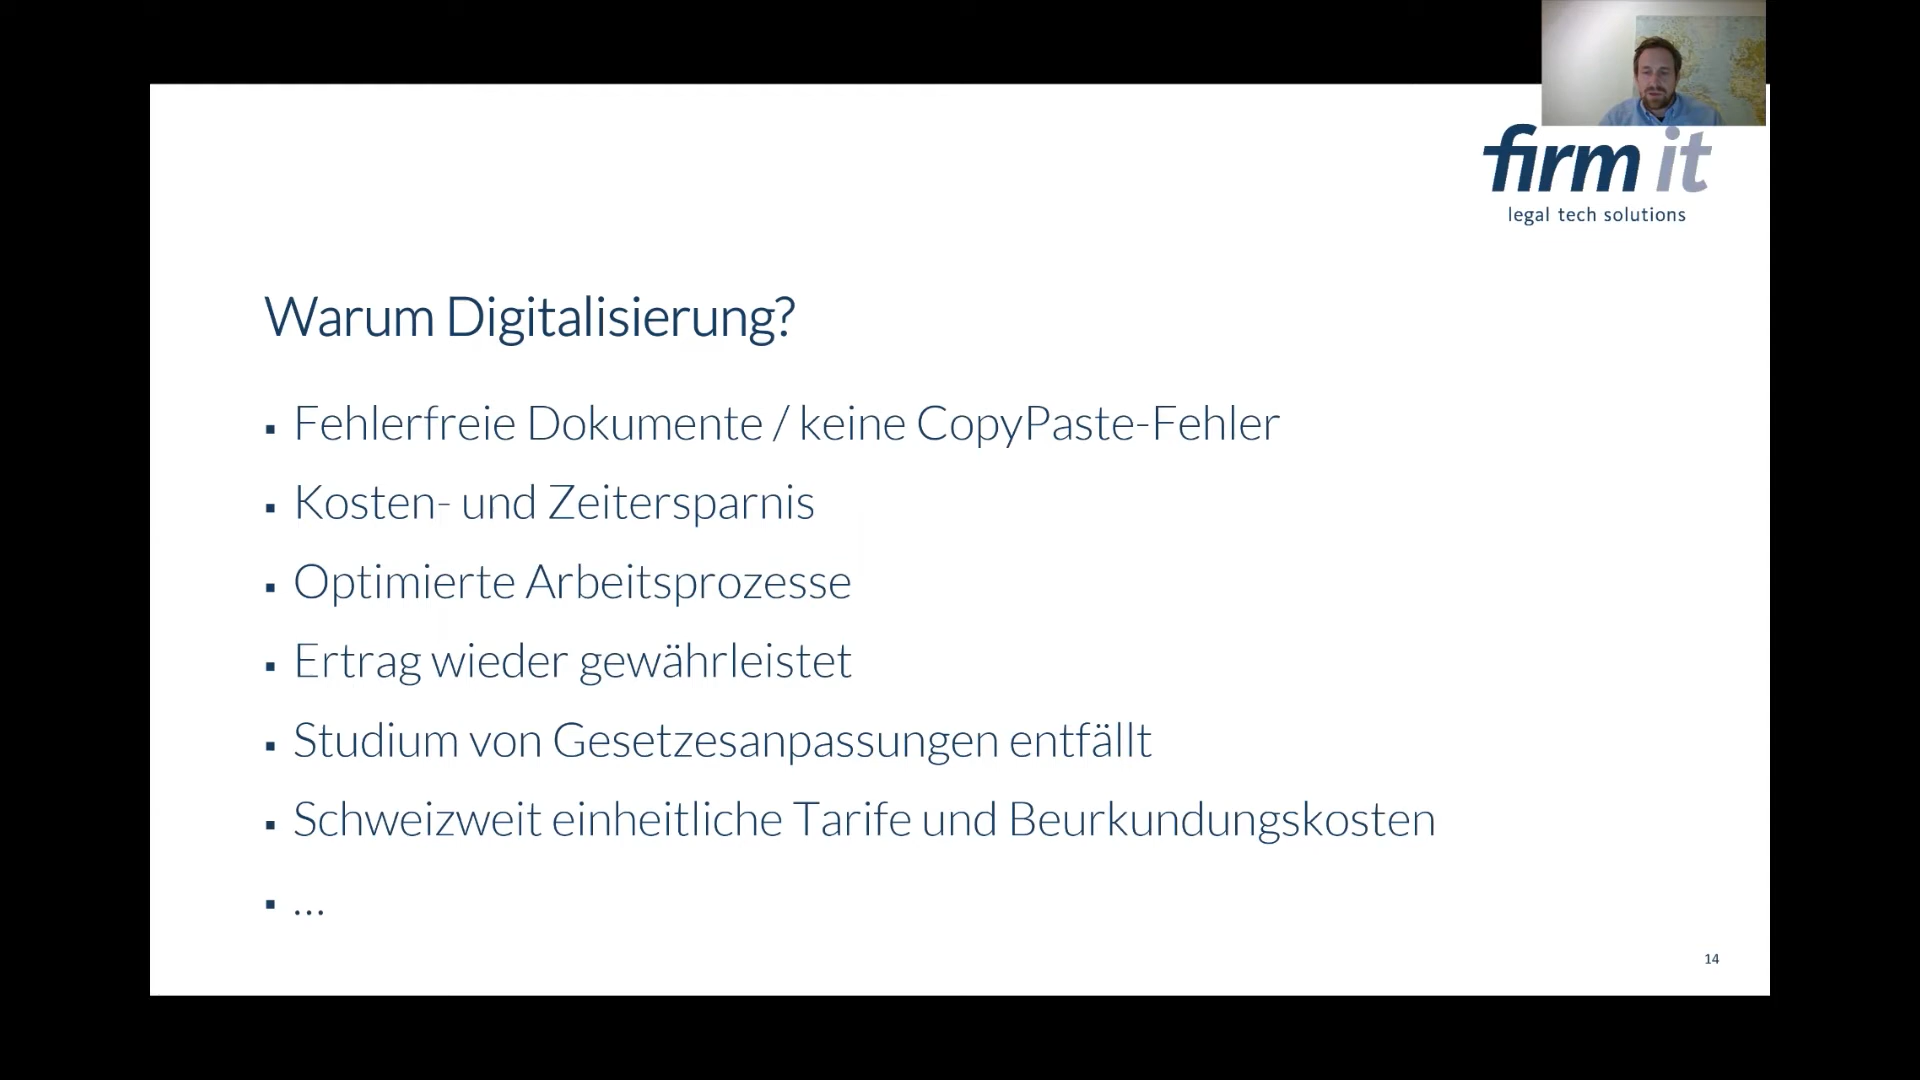 firm it
legal tech solutions
Warum Digitalisierung?
▪ Fehlerfreie Dokumente / keine CopyPaste-Fehler
▪ Kosten- und Zeitersparnis
▪ Optimierte Arbeitsprozesse
▪ Ertrag wieder gewährleistet
▪ Studium von Gesetzesanpassungen entfällt
▪ Schweizweit einheitliche Tarife und Beurkundungskosten
▪ ...
14